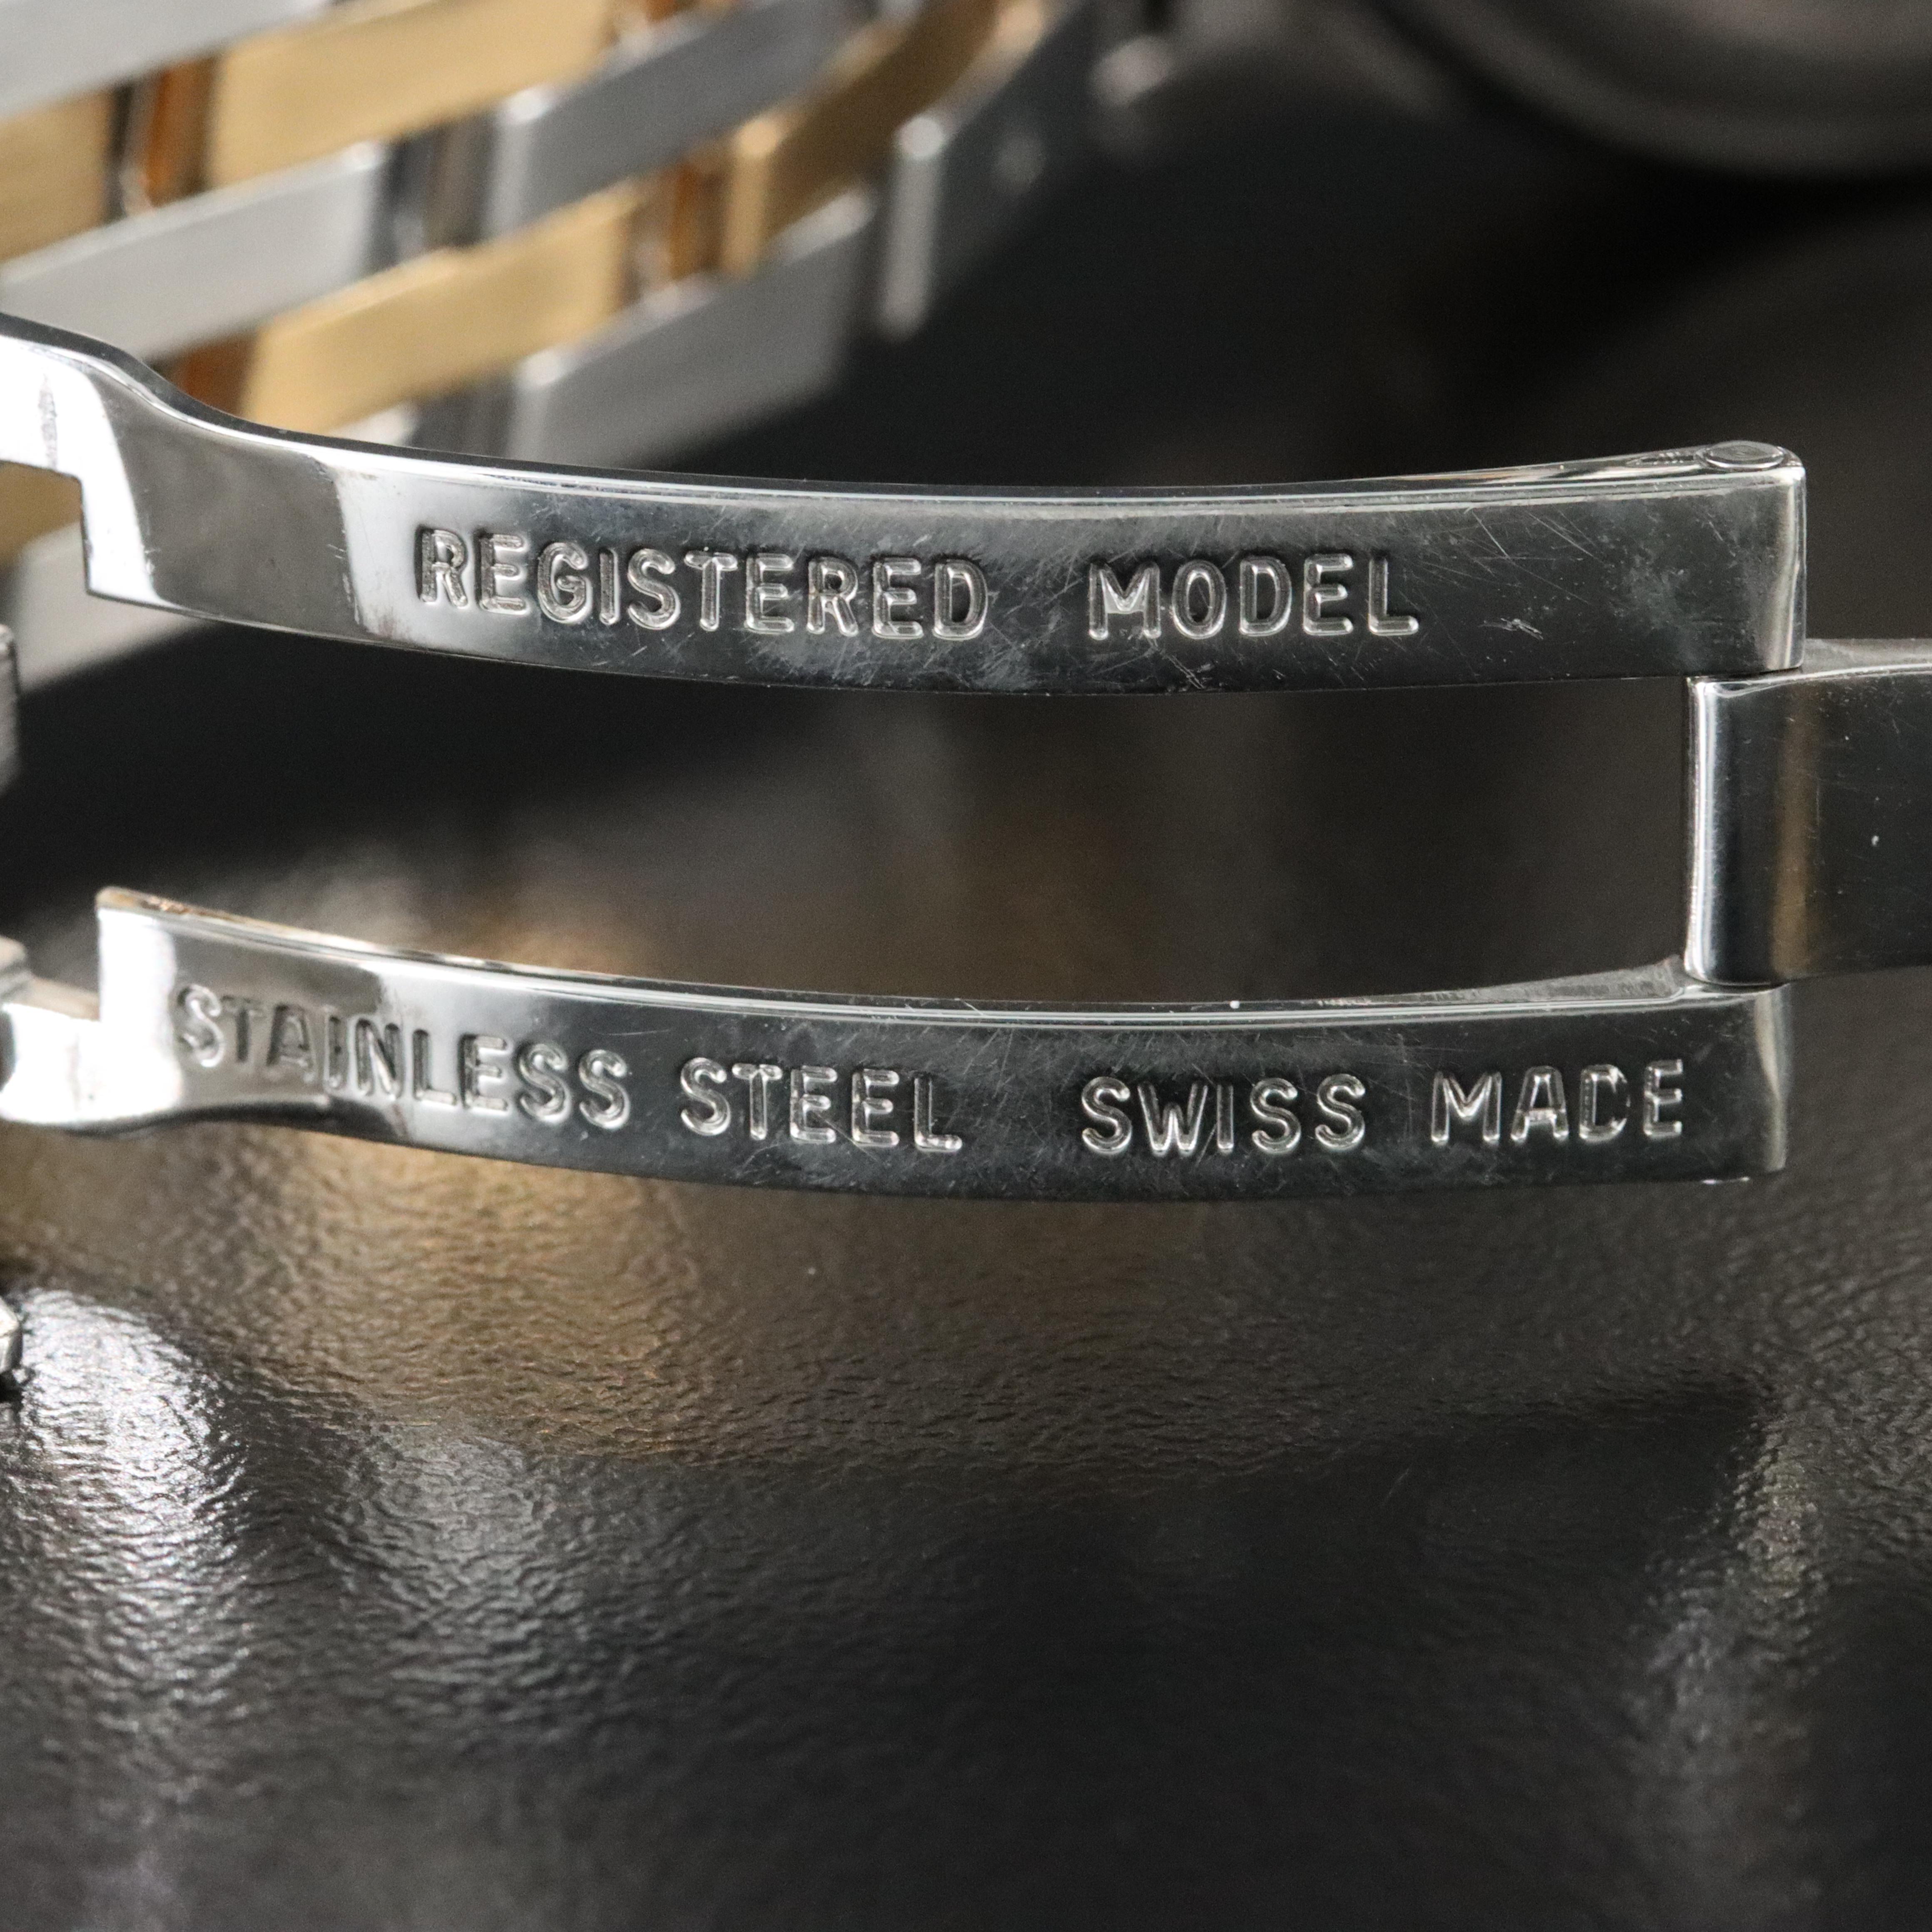 REGISTERED MODEL
STAINLESS STEEL SWISS MADE